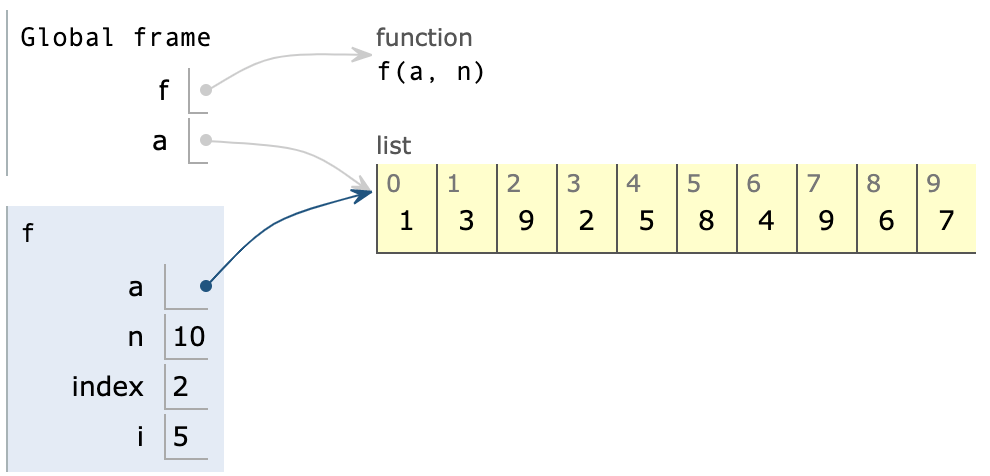 Global frame
f
a
function
f(a, n)
list
0 1 2 3 4 5 6 7 8 9
1 3 9 2 5 8 4 9 6 7
f
a
n 10
index 2
i 5